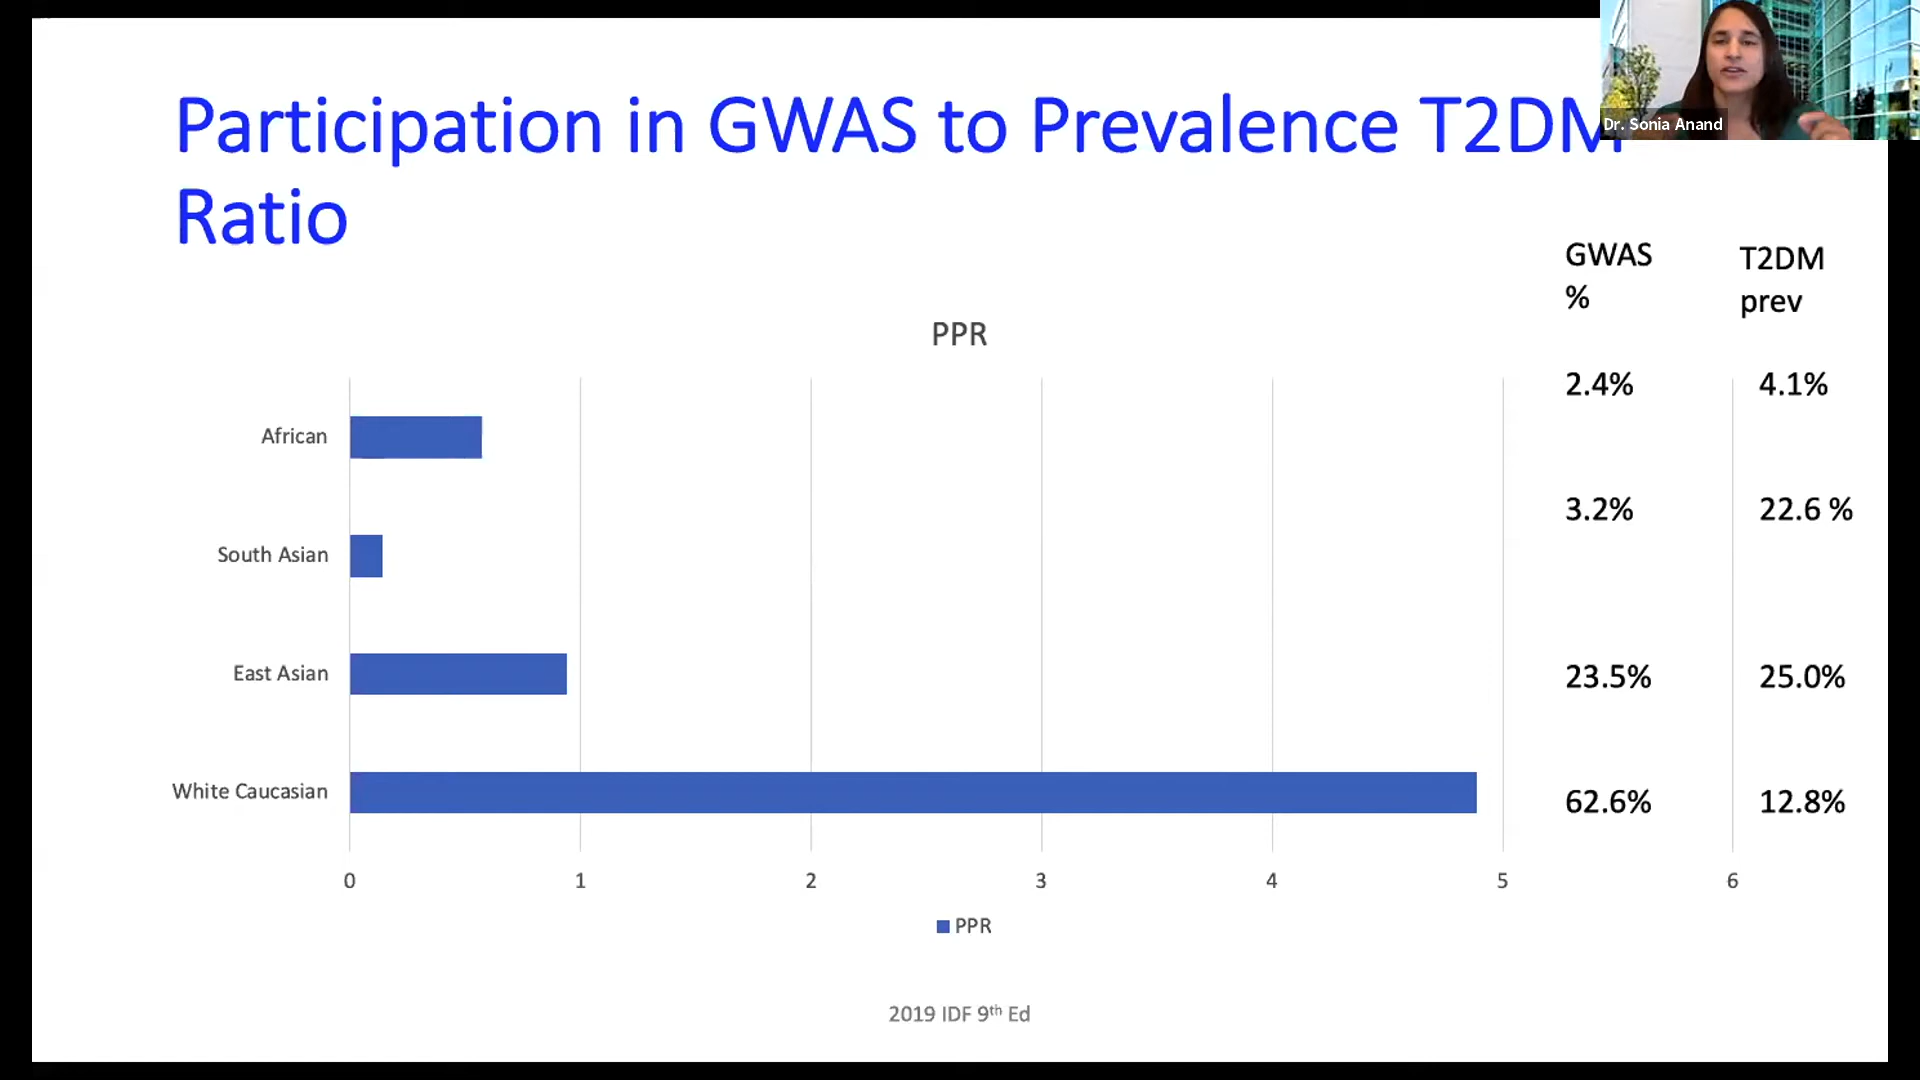 Participation in GWAS to Prevalence T2DM
Ratio
Dr. Sonia Anand
GWAS
%
T2DM
prev
PPR
African
2.4%
4.1%
South Asian
3.2%
22.6 %
East Asian
23.5%
25.0%
White Caucasian
62.6%
12.8%
0 1 2 3 4 5 6
PPR
2019 IDF 9th Ed